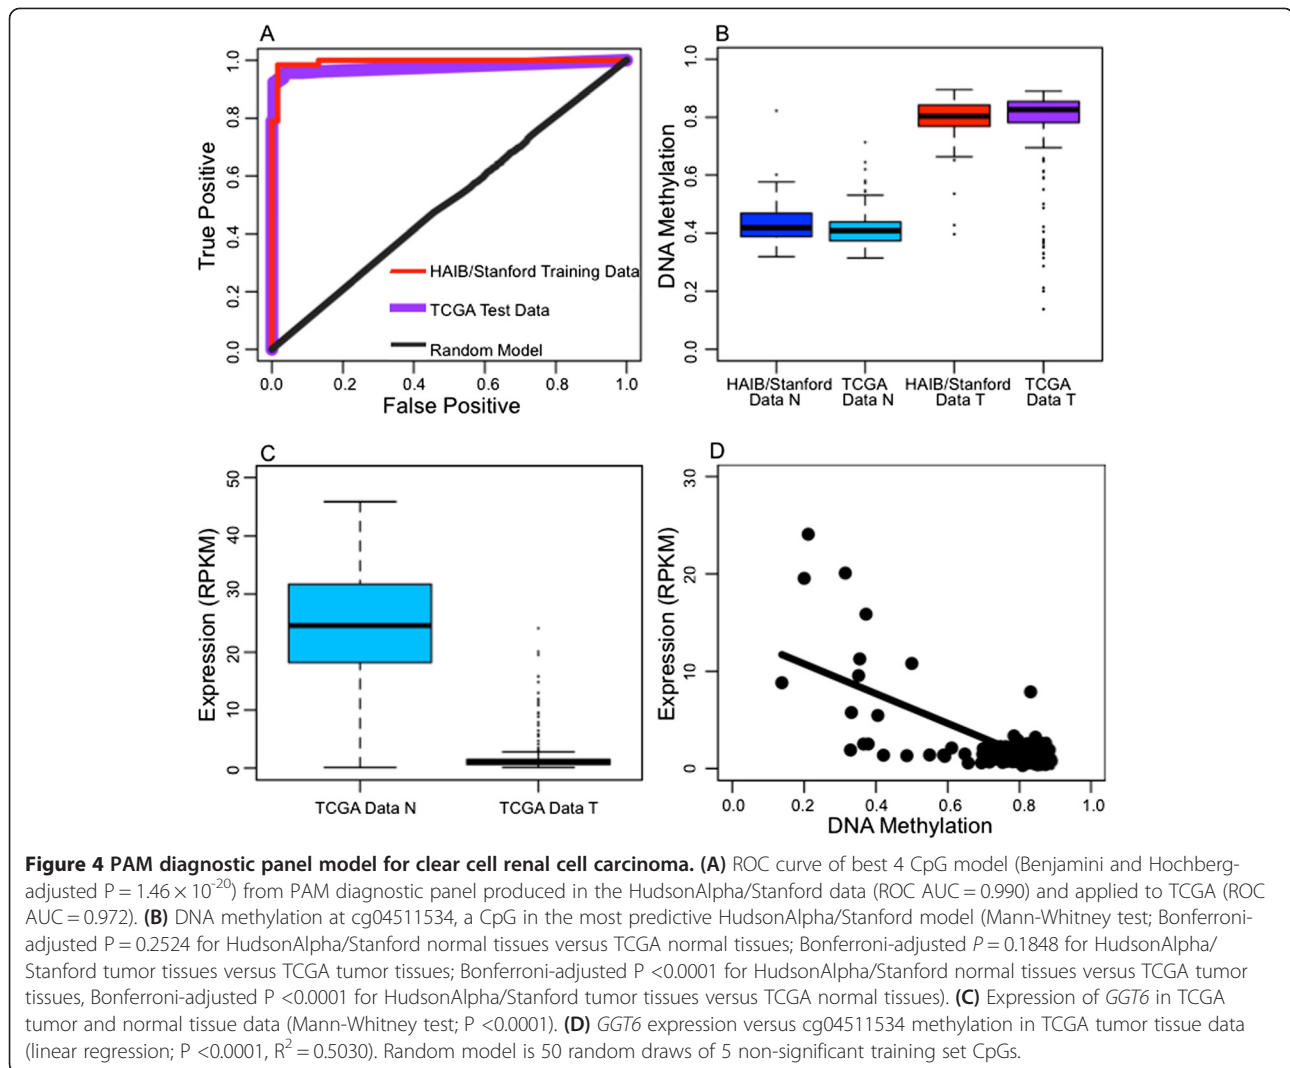 A
True Positive
1.0
0.8
0.6
0.4
0.2
0.0
HAIB/Stanford Training Data
TCGA Test Data
Random Model
0.0 0.2 0.4 0.6 0.8 1.0
False Positive
B
DNA Methylation
1.0
0.8
0.6
0.4
0.2
0.0
HAIB/Stanford Data N
TCGA Data N
HAIB/Stanford Data T
TCGA Data T
C
Expression (RPKM)
50
40
30
20
10
0
TCGA Data N TCGA Data T
D
Expression (RPKM)
30
20
10
0
0.0 0.2 0.4 0.6 0.8 1.0
DNA Methylation
Figure 4 PAM diagnostic panel model for clear cell renal cell carcinoma. (A) ROC curve of best 4 CpG model (Benjamini and Hochberg-
adjusted P = 1.46 × 10⁻²⁰) from PAM diagnostic panel produced in the HudsonAlpha/Stanford data (ROC AUC = 0.990) and applied to TCGA (ROC
AUC = 0.972). (B) DNA methylation at cg04511534, a CpG in the most predictive HudsonAlpha/Stanford model (Mann-Whitney test; Bonferroni-
adjusted P = 0.2524 for HudsonAlpha/Stanford normal tissues versus TCGA normal tissues; Bonferroni-adjusted P = 0.1848 for HudsonAlpha/
Stanford tumor tissues versus TCGA tumor tissues; Bonferroni-adjusted P <0.0001 for HudsonAlpha/Stanford normal tissues versus TCGA tumor
tissues, Bonferroni-adjusted P <0.0001 for HudsonAlpha/Stanford tumor tissues versus TCGA normal tissues). (C) Expression of GGT6 in TCGA
tumor and normal tissue data (Mann-Whitney test; P <0.0001). (D) GGT6 expression versus cg04511534 methylation in TCGA tumor tissue data
(linear regression; P <0.0001, R² = 0.5030). Random model is 50 random draws of 5 non-significant training set CpGs.